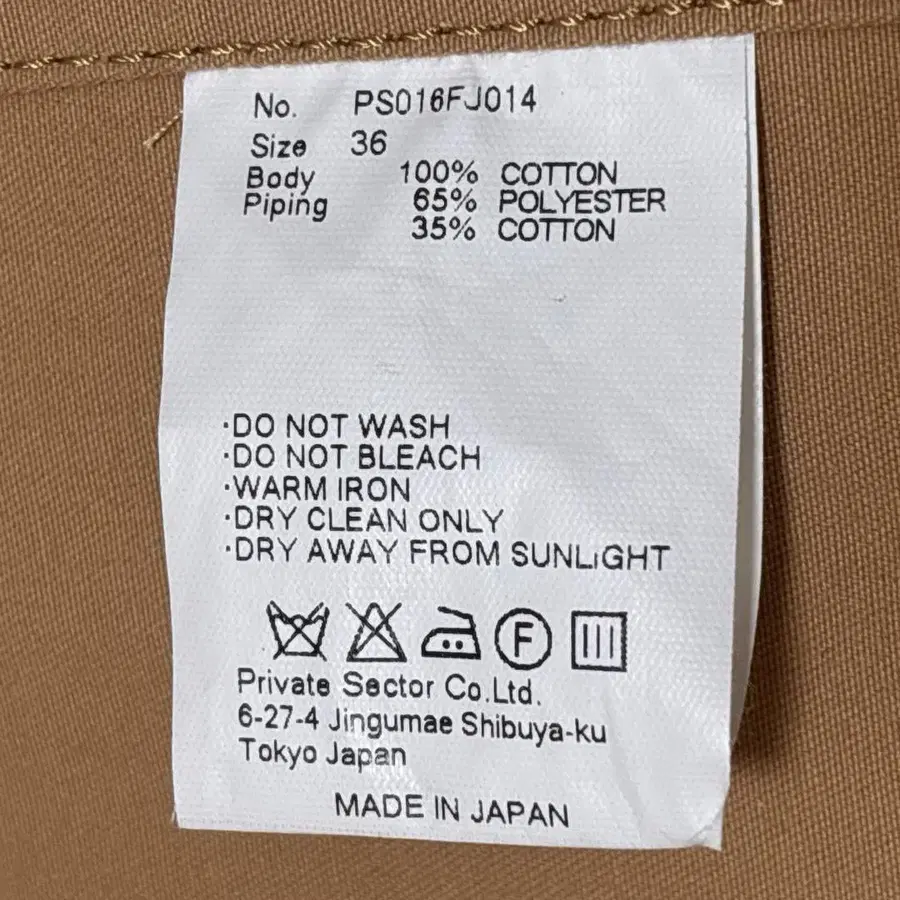 No. PS016FJ014
Size 36
Body 100% COTTON
Piping 65% POLYESTER
35% COTTON
·DO NOT WASH
·DO NOT BLEACH
·WARM IRON
·DRY CLEAN ONLY
·DRY AWAY FROM SUNLiGHT
F
Private Sector Co.Ltd.
6-27-4 Jingumae Shibuya-ku
Tokyo Japan
MADE IN JAPAN